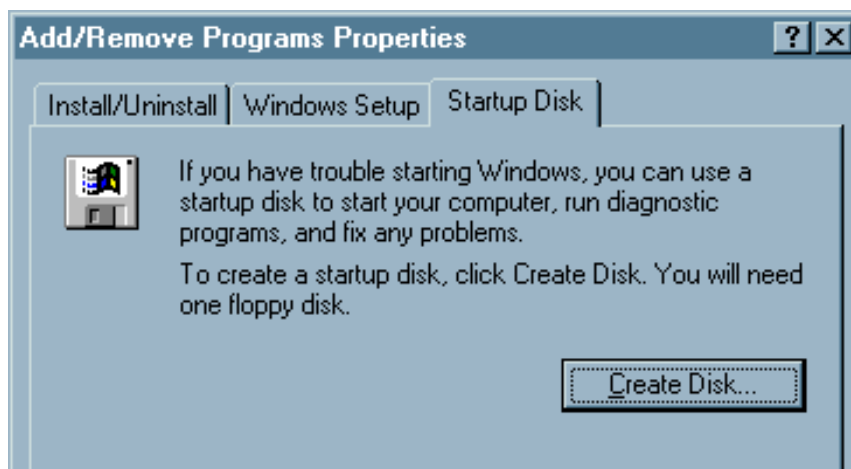 Add/Remove Programs Properties
Install/Uninstall Windows Setup Startup Disk
If you have trouble starting Windows, you can use a
startup disk to start your computer, run diagnostic
programs, and fix any problems.
To create a startup disk, click Create Disk. You will need
one floppy disk.
Create Disk...